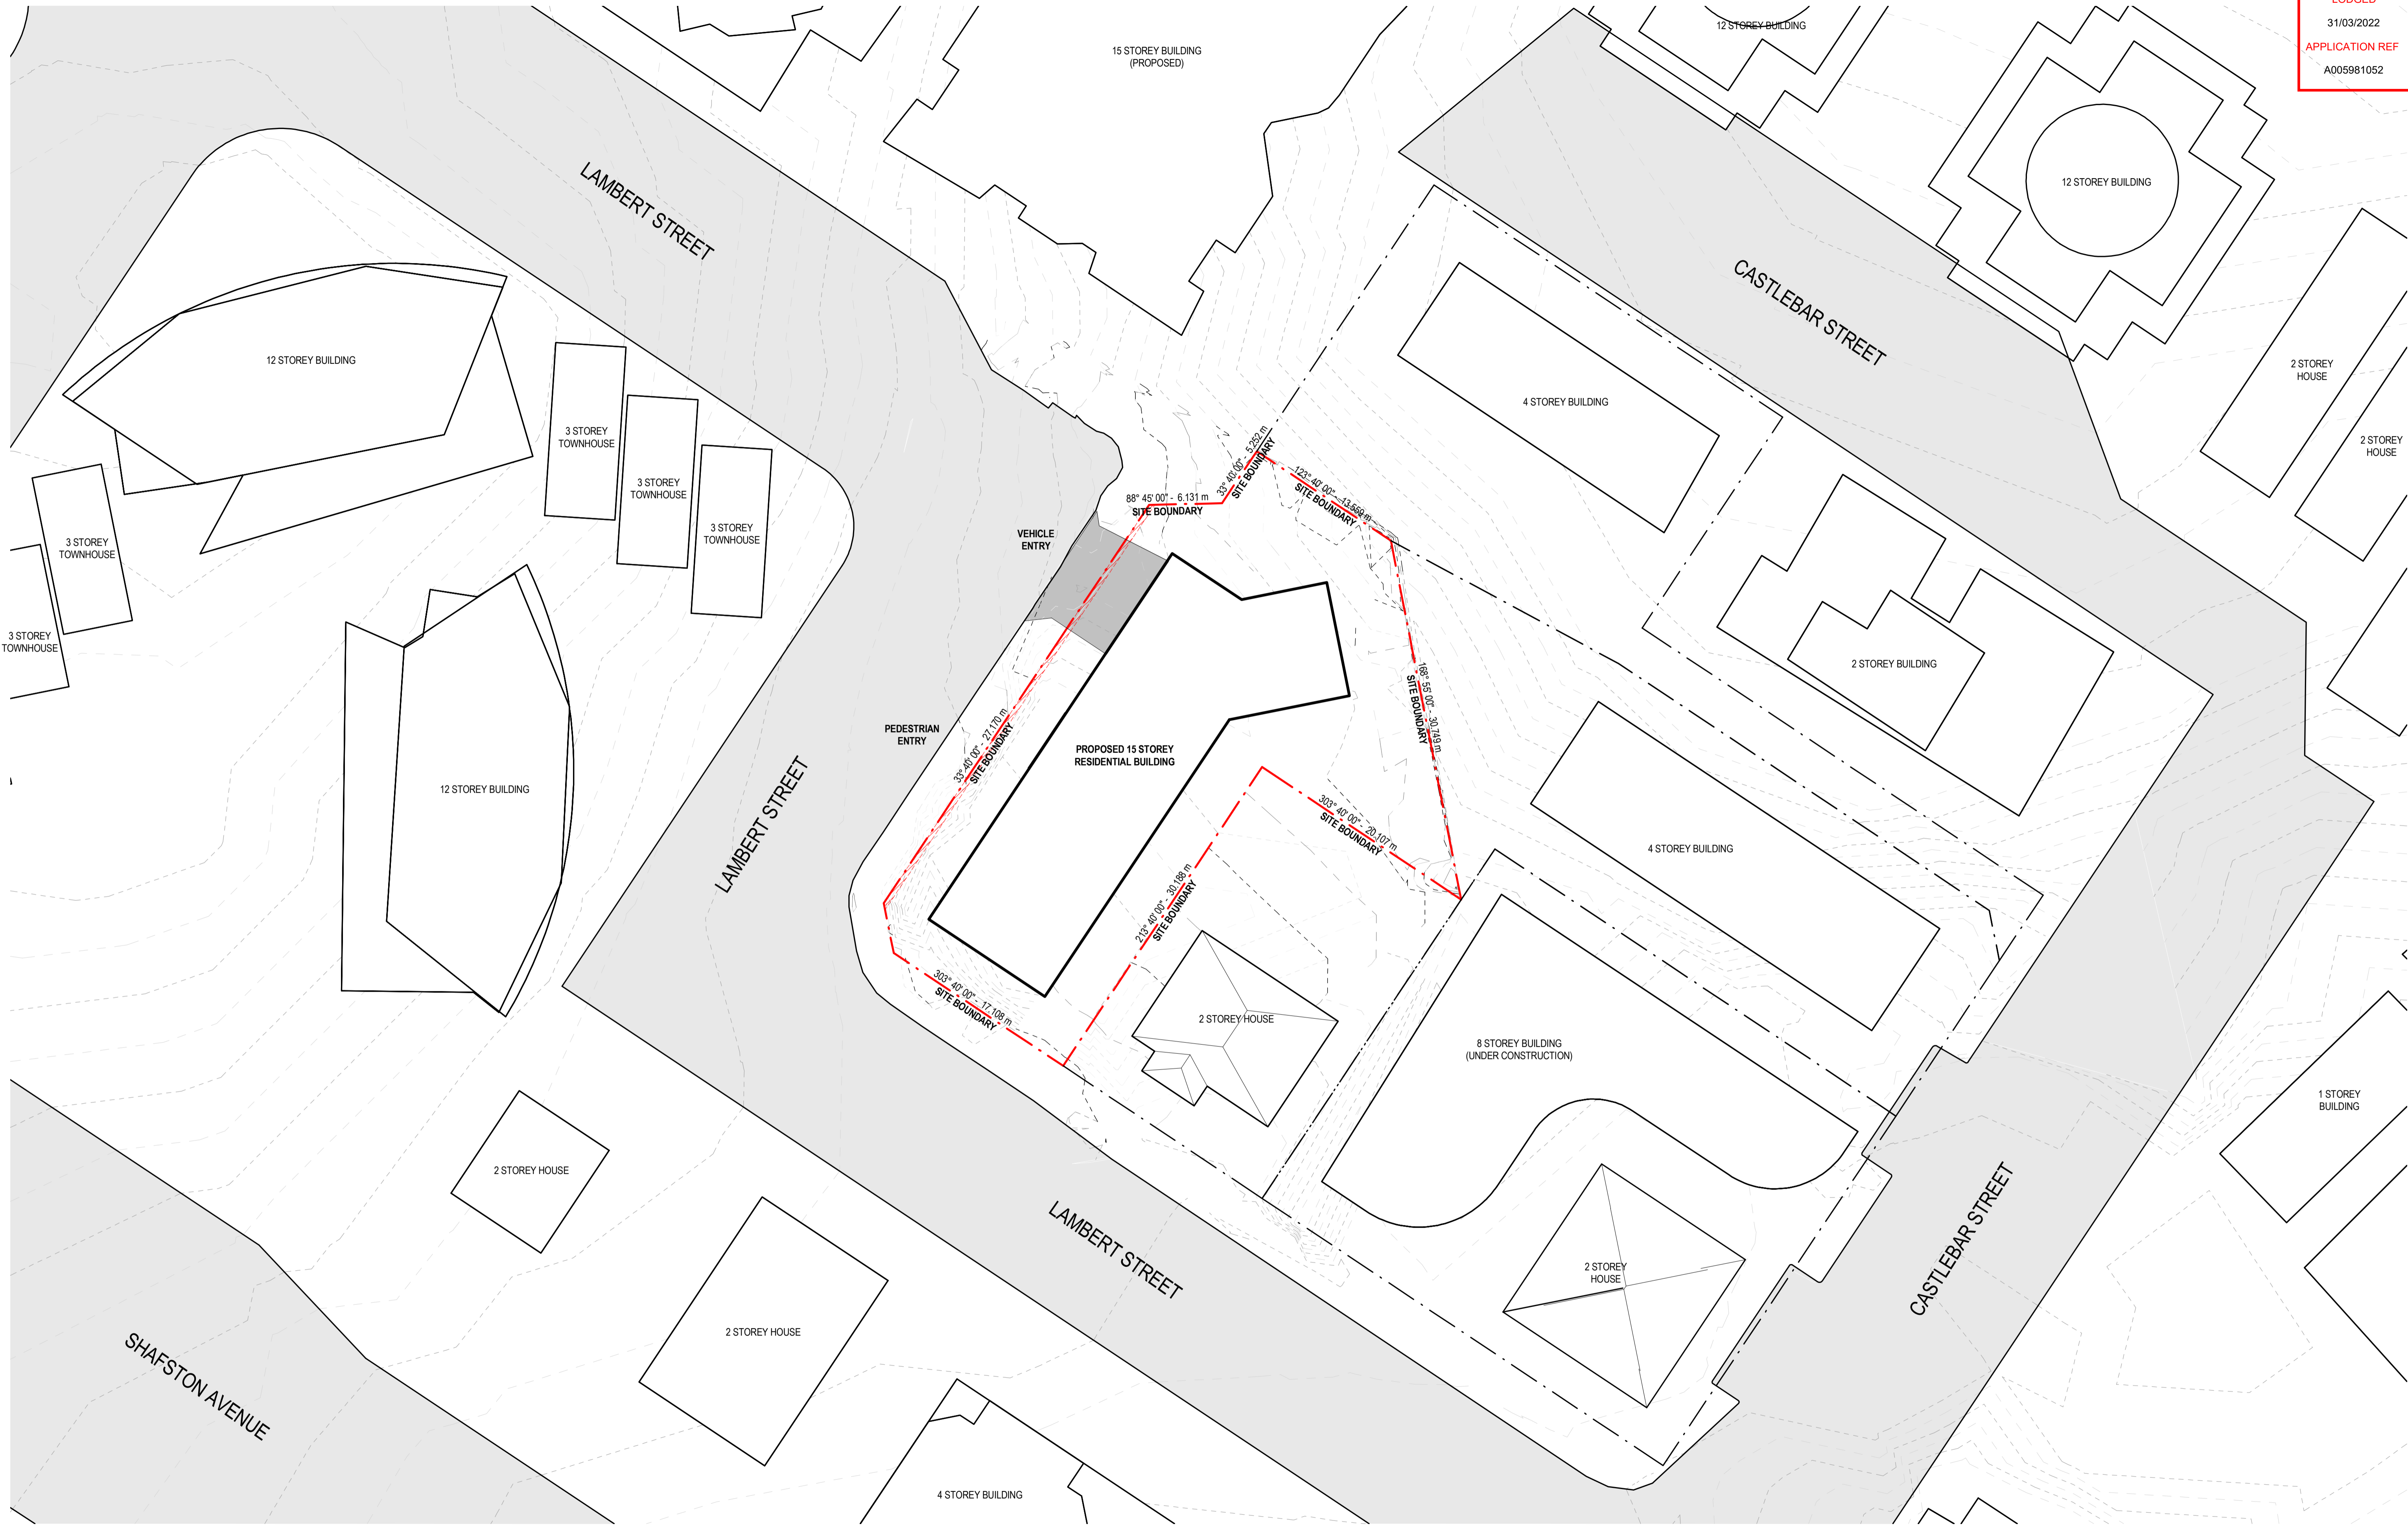 LODGED
31/03/2022
APPLICATION REF
A005981052
12 STOREY BUILDING
15 STOREY BUILDING
(PROPOSED)
12 STOREY BUILDING
LAMBERT STREET
CASTLEBAR STREET
12 STOREY BUILDING
2 STOREY
HOUSE
4 STOREY BUILDING
2 STOREY
HOUSE
3 STOREY
TOWNHOUSE
3 STOREY
TOWNHOUSE
3 STOREY
TOWNHOUSE
3 STOREY
TOWNHOUSE
3 STOREY
TOWNHOUSE
33° 40' 00" - 5.252 m
SITE BOUNDARY
123° 40' 00" - 13.559 m
SITE BOUNDARY
88° 45' 00" - 6.131 m
SITE BOUNDARY
VEHICLE
ENTRY
2 STOREY BUILDING
168° 55' 00" - 30.749 m
SITE BOUNDARY
33° 40' 00" - 27.170 m
SITE BOUNDARY
PEDESTRIAN
ENTRY
PROPOSED 15 STOREY
RESIDENTIAL BUILDING
12 STOREY BUILDING
LAMBERT STREET
303° 40' 00" - 20.107 m
SITE BOUNDARY
4 STOREY BUILDING
213° 40' 00" - 30.188 m
SITE BOUNDARY
303° 40' 00" - 17.108 m
SITE BOUNDARY
2 STOREY HOUSE
8 STOREY BUILDING
(UNDER CONSTRUCTION)
1 STOREY
BUILDING
2 STOREY HOUSE
LAMBERT STREET
CASTLEBAR STREET
2 STOREY
HOUSE
2 STOREY HOUSE
SHAFSTON AVENUE
4 STOREY BUILDING